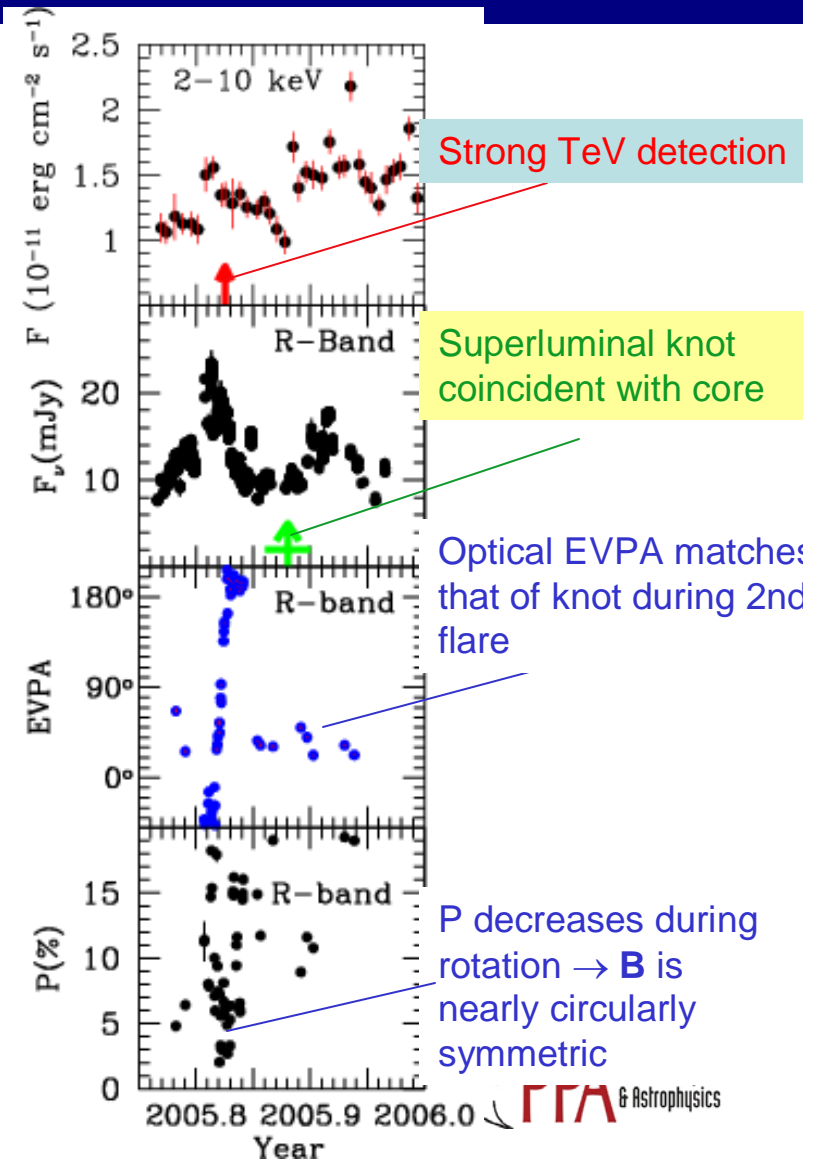 F (10⁻¹¹ erg cm⁻² s⁻¹)
2.5
2
1.5
1
2-10 keV
Strong TeV detection
Fν(mJy)
20
10
R-Band
Superluminal knot
coincident with core
EVPA
180°
90°
0°
R-band
Optical EVPA matches
that of knot during 2nd
flare
P(%)
15
10
5
0
R-band
P decreases during
rotation → B is
nearly circularly
symmetric
2005.8 2005.9 2006.0
Year
& Astrophysics